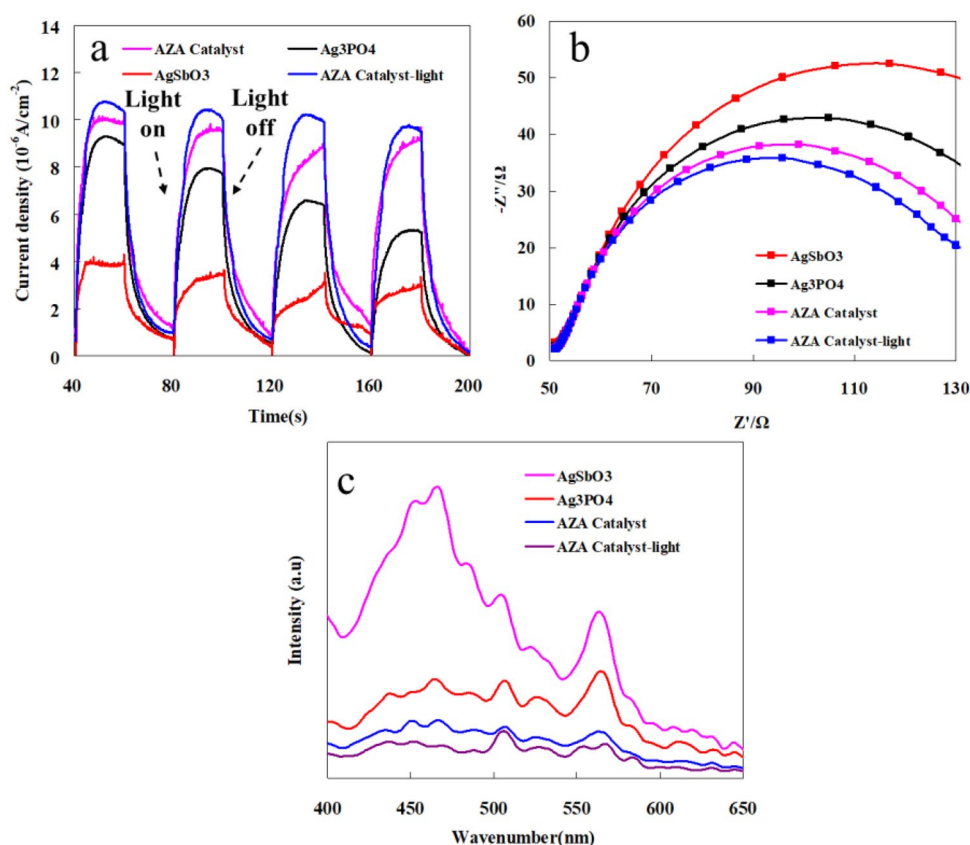 a
AZA Catalyst
Ag3PO4
AgSbO3
AZA Catalyst-light
Light
on
Light
off
Current density (10-6A/cm-2)
14
12
10
8
6
4
2
0
40
80
120
160
200
Time(s)
b
-Z''/Ω
60
50
40
30
20
10
0
AgSbO3
Ag3PO4
AZA Catalyst
AZA Catalyst-light
50
70
90
110
130
Z'/Ω
c
AgSbO3
Ag3PO4
AZA Catalyst
AZA Catalyst-light
Intensity (a.u)
400
450
500
550
600
650
Wavenumber(nm)